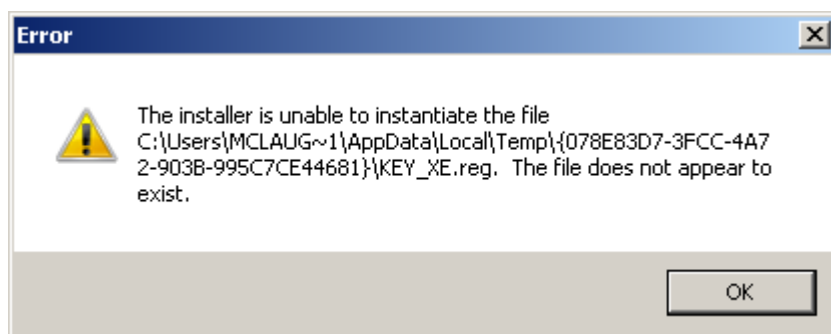 Error
The installer is unable to instantiate the file
C:\Users\MCLAUG~1\AppData\Local\Temp\{078E83D7-3FCC-4A7
2-903B-995C7CE44681}\KEY_XE.reg.  The file does not appear to
exist.
OK